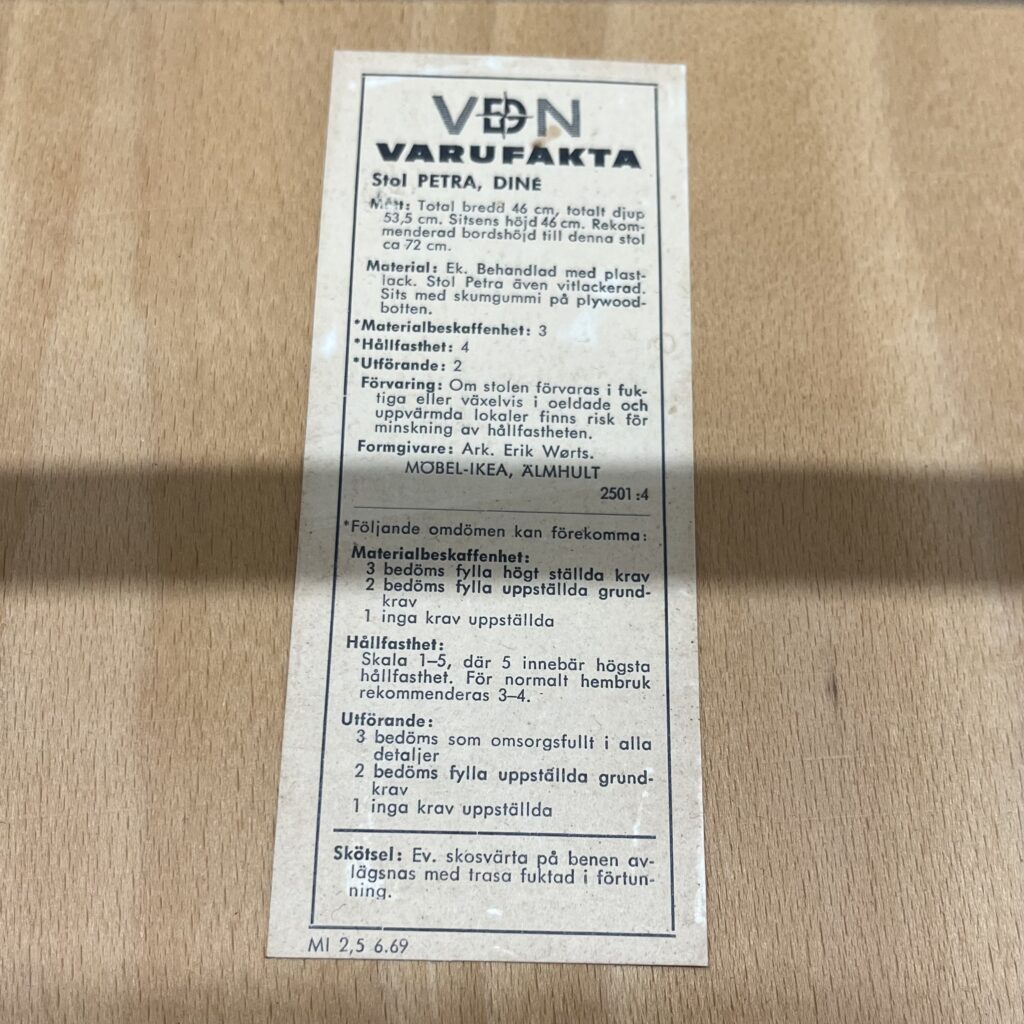 VDN
VARUFAKTA
Stol PETRA, DINÉ
Mått: Total bredd 46 cm, totalt djup
53,5 cm. Sitsens höjd 46 cm. Rekom-
menderad bordshöjd till denna stol
ca 72 cm.
Material: Ek. Behandlad med plast-
lack. Stol Petra även vitlackerad.
Sits med skumgummi på plywood-
botten.
*Materialbeskaffenhet: 3
*Hållfasthet: 4
*Utförande: 2
Förvaring: Om stolen förvaras i fuk-
tiga eller växelvis i oeldade och
uppvärmda lokaler finns risk för
minskning av hållfastheten.
Formgivare: Ark. Erik Wørts.
MÖBEL-IKEA, ÄLMHULT
2501:4
*Följande omdömen kan förekomma:
Materialbeskaffenhet:
3 bedöms fylla högt ställda krav
2 bedöms fylla uppställda grund-
krav
1 inga krav uppställda
Hållfasthet:
Skala 1–5, där 5 innebär högsta
hållfasthet. För normalt hembruk
rekommenderas 3–4.
Utförande:
3 bedöms som omsorgsfullt i alla
detaljer
2 bedöms fylla uppställda grund-
krav
1 inga krav uppställda
Skötsel: Ev. skosvärta på benen av-
lägsnas med trasa fuktad i förtun-
ning.
MI 2,5 6.69